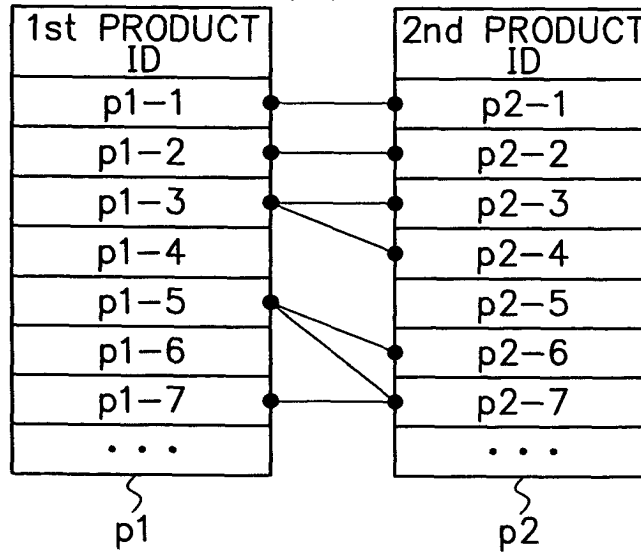 1st PRODUCT ID
p1-1
p1-2
p1-3
p1-4
p1-5
p1-6
p1-7
...
p1
2nd PRODUCT ID
p2-1
p2-2
p2-3
p2-4
p2-5
p2-6
p2-7
...
p2